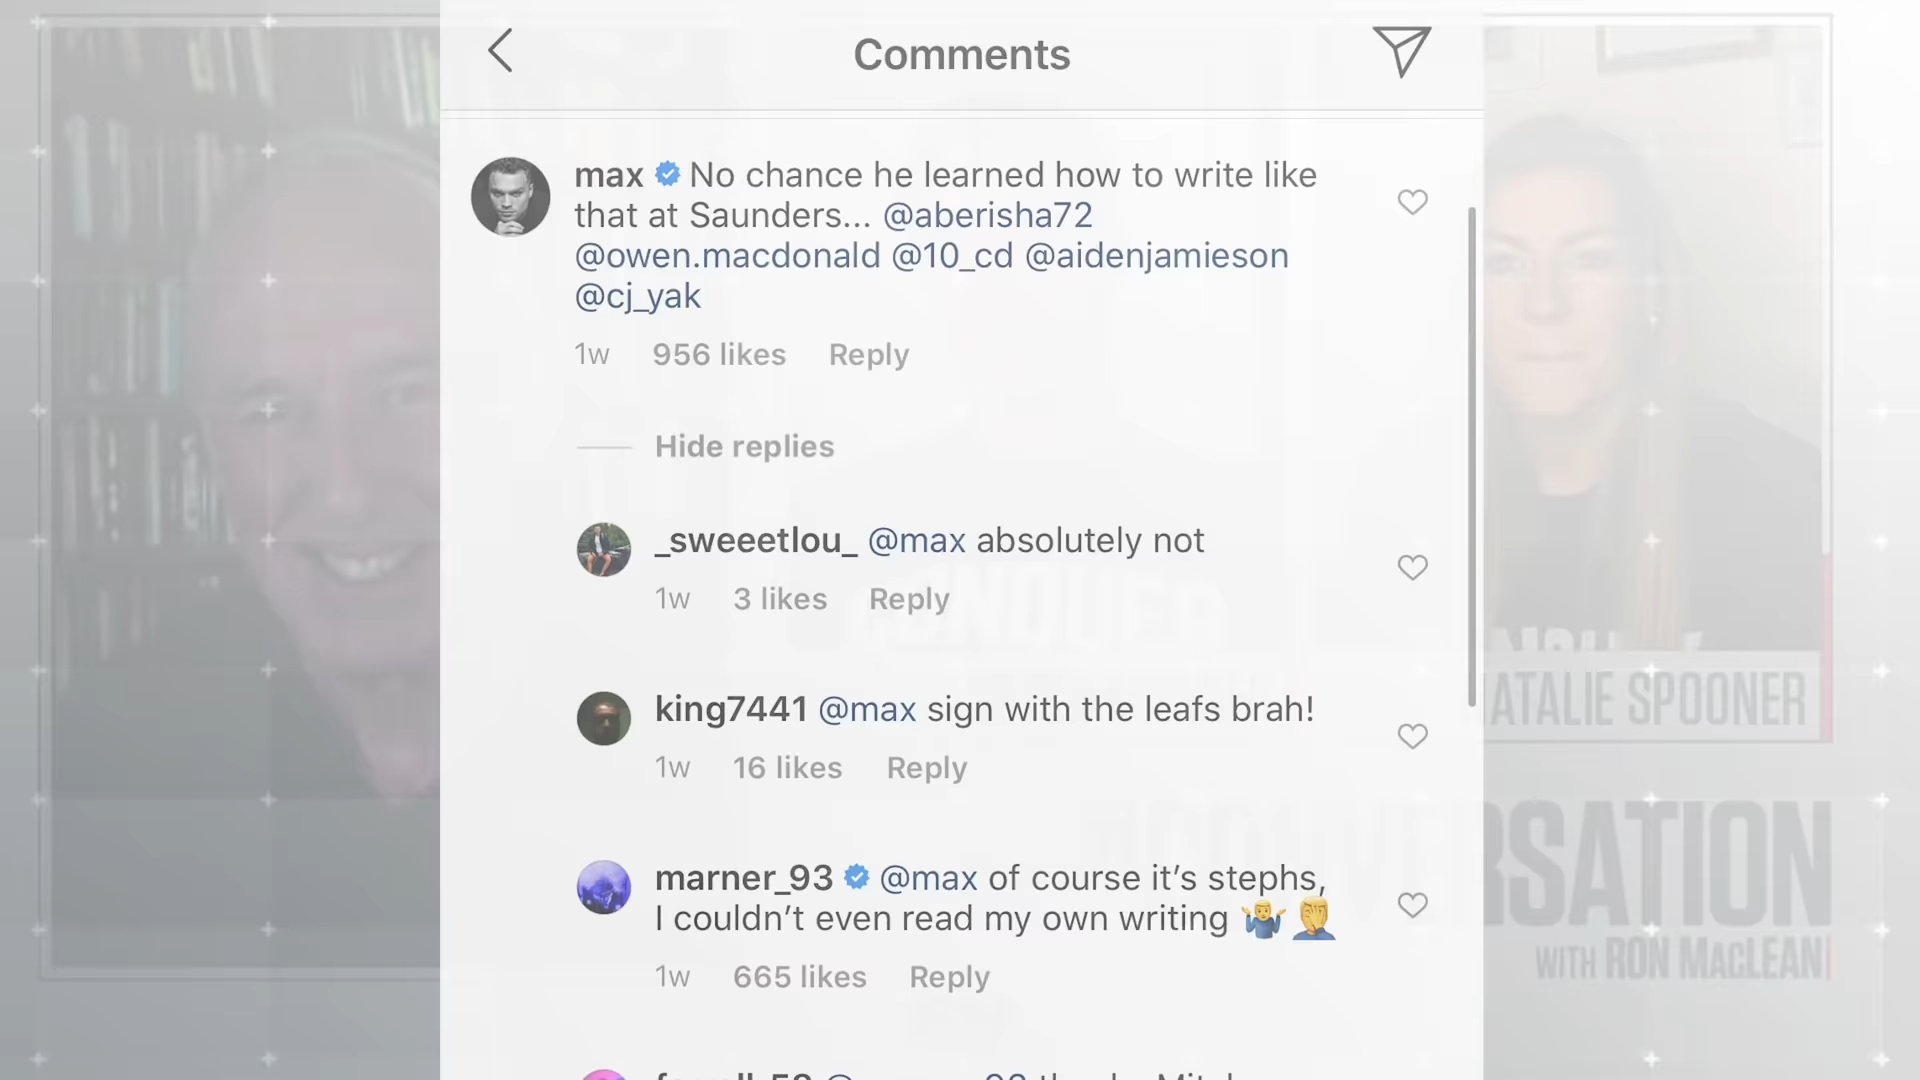 Comments
max No chance he learned how to write like
that at Saunders... @aberisha72
@owen.macdonald @10_cd @aidenjamieson
@cj_yak
1w 956 likes Reply
Hide replies
_sweeetlou_ @max absolutely not
1w 3 likes Reply
king7441 @max sign with the leafs brah!
1w 16 likes Reply
marner_93 @max of course it’s stephs,
I couldn’t even read my own writing 🤷‍♂️ 🤦‍♂️
1w 665 likes Reply
CONQUER
NATALIE SPOONER
CONVERSATION
WITH RON MACLEAN